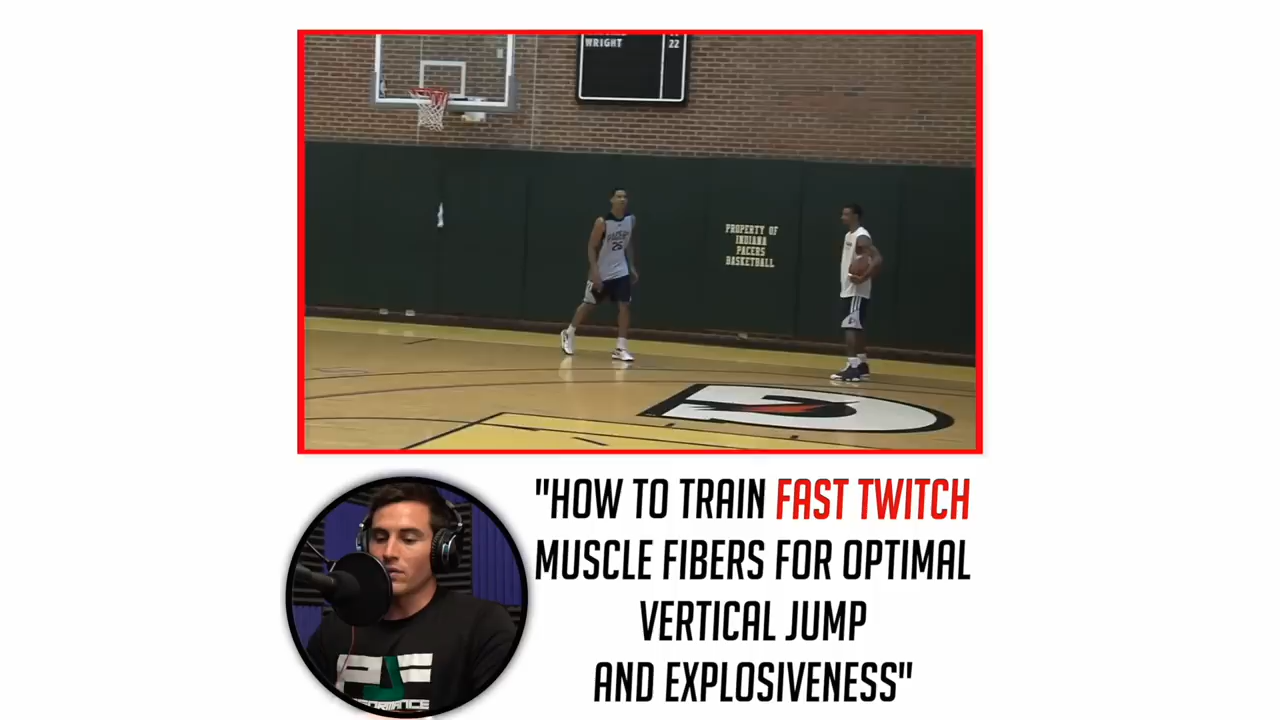 WRIGHT 22
PROPERTY OF
INDIANA
PACERS
BASKETBALL
PACERS
25
"HOW TO TRAIN FAST TWITCH
MUSCLE FIBERS FOR OPTIMAL
VERTICAL JUMP
AND EXPLOSIVENESS"